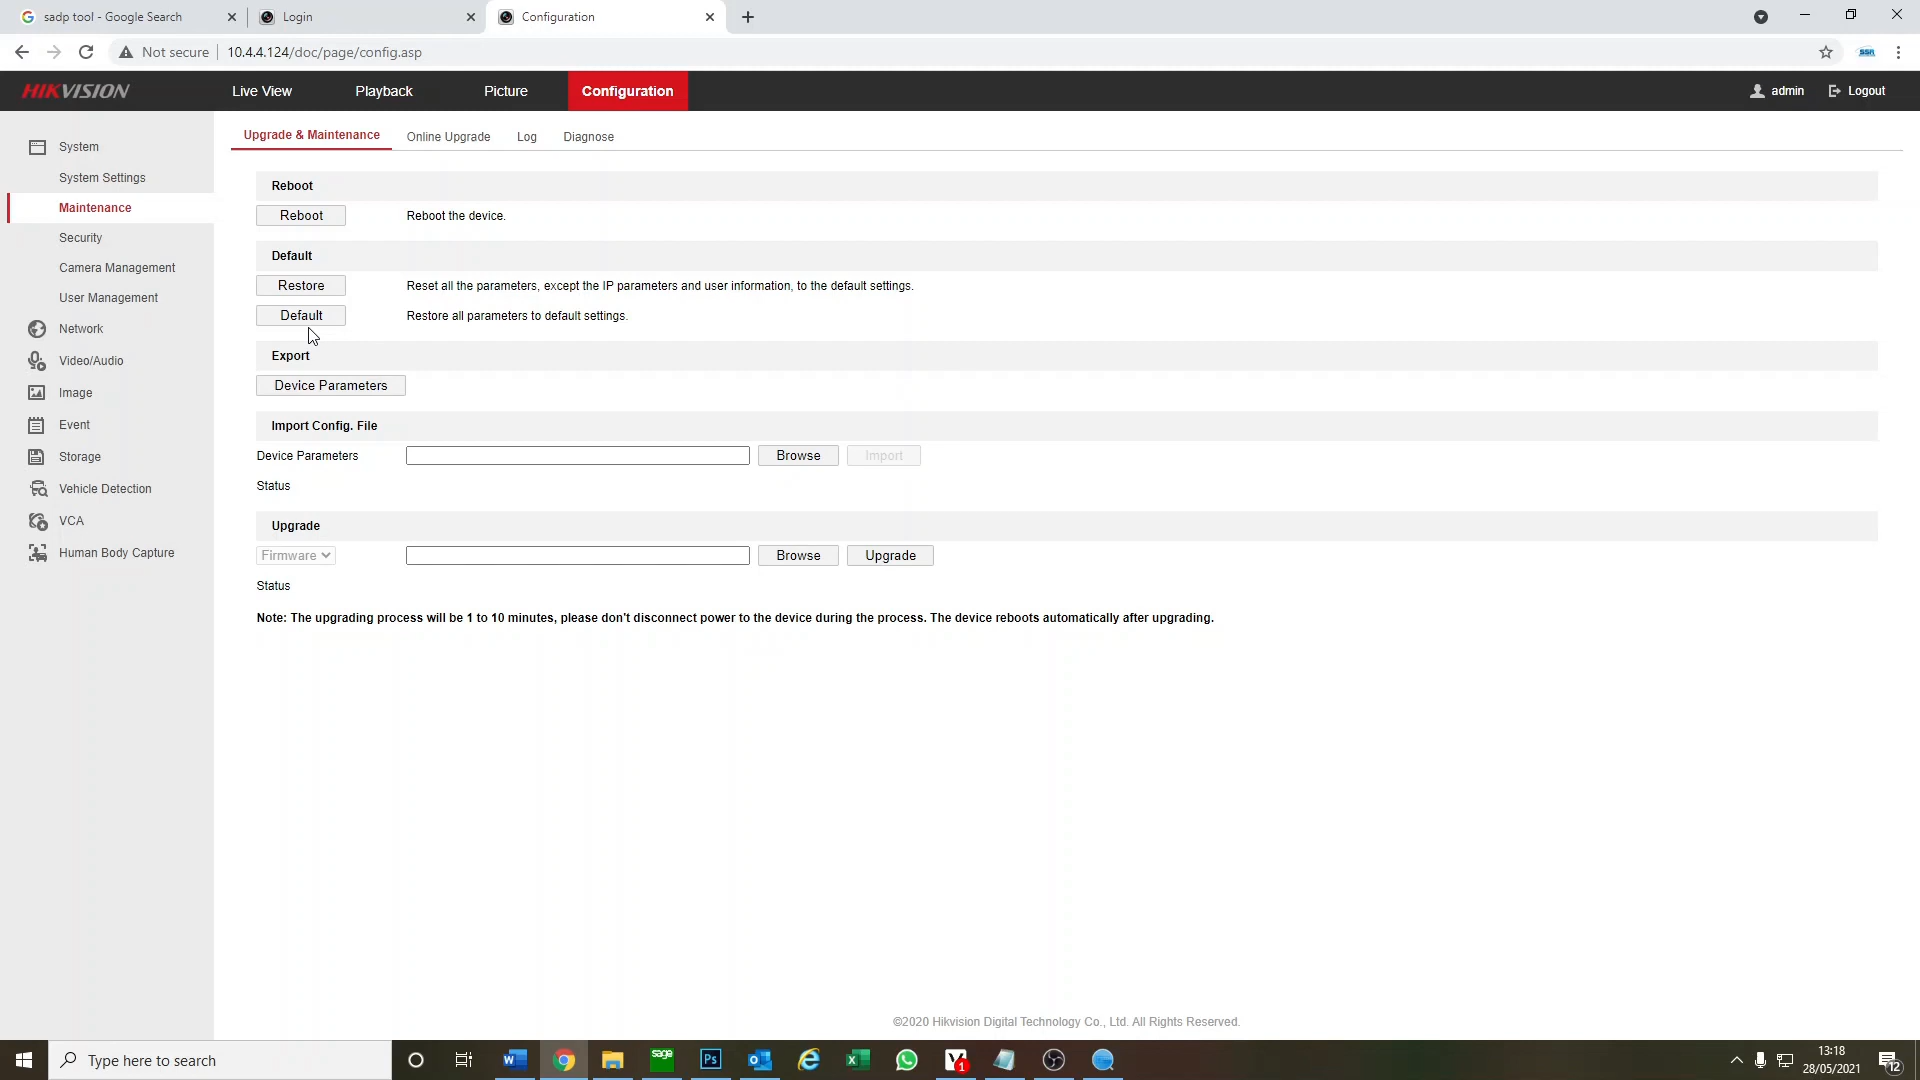 sadp tool - Google Search
Login
Configuration
Not secure
10.4.4.124/doc/page/config.asp
SSN
HIKVISION
Live View
Playback
Picture
Configuration
admin
Logout
System
System Settings
Maintenance
Security
Camera Management
User Management
Network
Video/Audio
Image
Event
Storage
Vehicle Detection
VCA
Human Body Capture
Upgrade & Maintenance
Online Upgrade
Log
Diagnose
Reboot
Reboot
Reboot the device.
Default
Restore
Reset all the parameters, except the IP parameters and user information, to the default settings.
Default
Restore all parameters to default settings.
Export
Device Parameters
Import Config. File
Device Parameters
Browse
Import
Status
Upgrade
Firmware
Browse
Upgrade
Status
Note: The upgrading process will be 1 to 10 minutes, please don't disconnect power to the device during the process. The device reboots automatically after upgrading.
©2020 Hikvision Digital Technology Co., Ltd. All Rights Reserved.
Type here to search
sage
Ps
1
13:18
28/05/2021
12